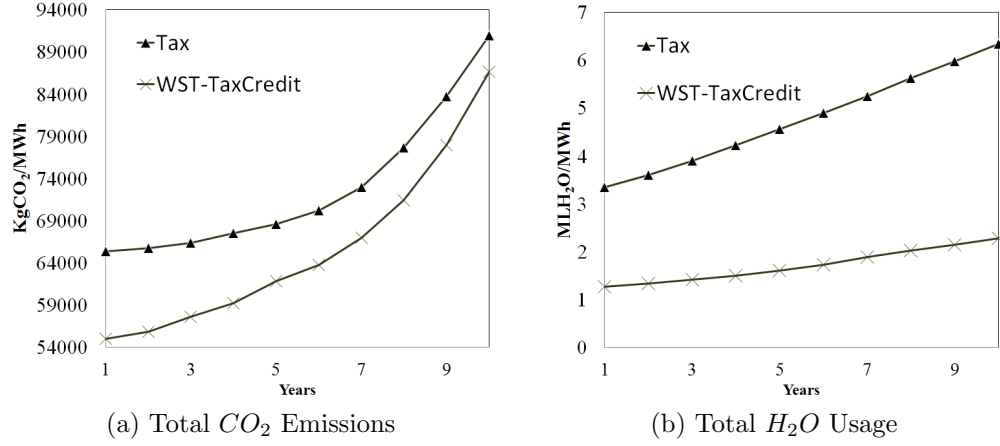 94000
89000
84000
79000
74000
69000
64000
59000
54000
KgCO₂/MWh
Tax
WST-TaxCredit
1 3 5 7 9
Years
(a) Total CO₂ Emissions
7
6
5
4
3
2
1
0
MLH₂O/MWh
Tax
WST-TaxCredit
1 3 5 7 9
Years
(b) Total H₂O Usage